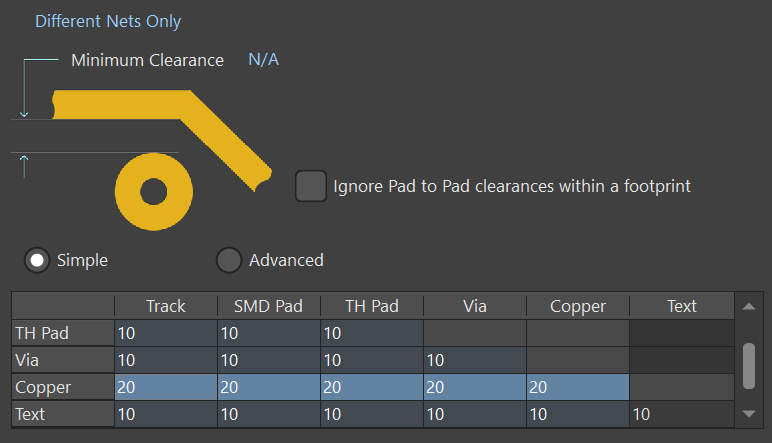 Different Nets Only
Minimum Clearance N/A
Ignore Pad to Pad clearances within a footprint
Simple Advanced
Track SMD Pad TH Pad Via Copper Text
TH Pad 10 10 10
Via 10 10 10 10
Copper 20 20 20 20 20
Text 10 10 10 10 10 10